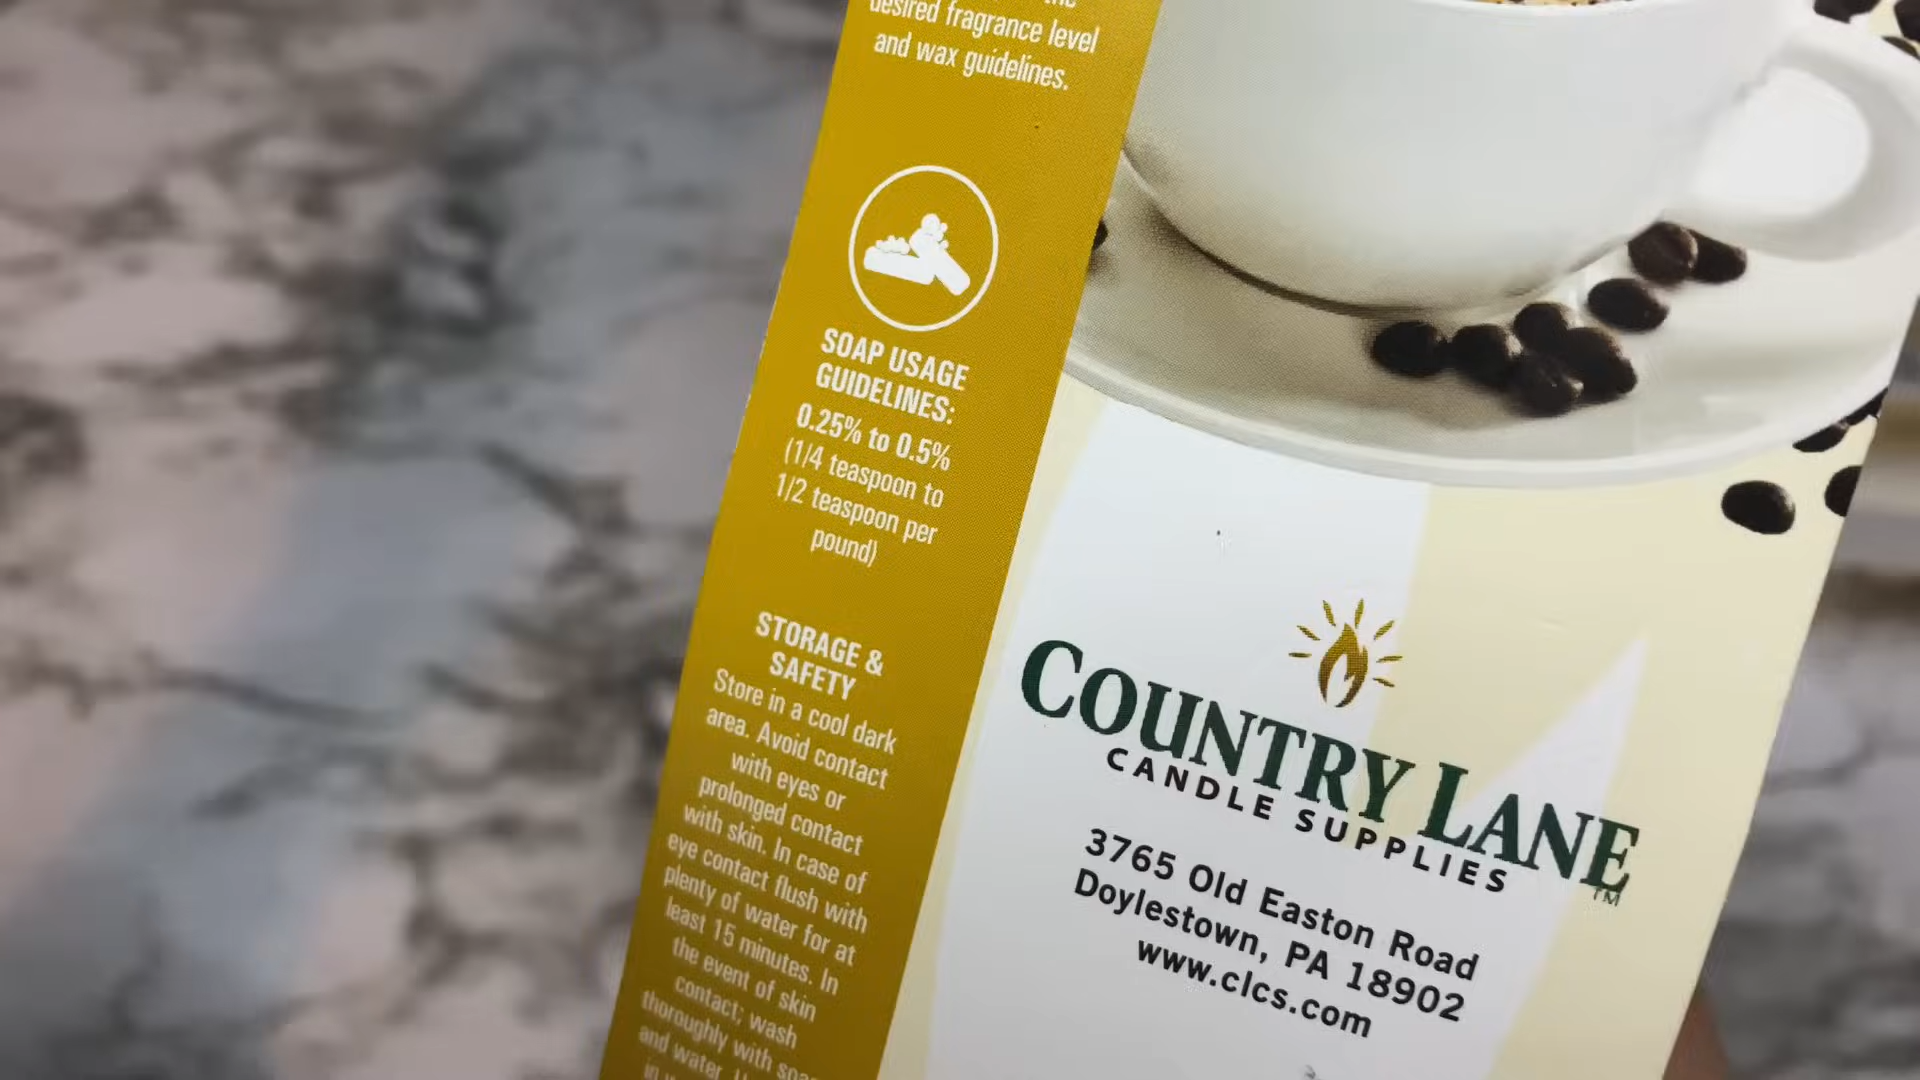 desired fragrance level
and wax guidelines.
SOAP USAGE
GUIDELINES:
0.25% to 0.5%
(1/4 teaspoon to
1/2 teaspoon per
pound)
STORAGE &
SAFETY
Store in a cool dark
area. Avoid contact
with eyes or
prolonged contact
with skin. In case of
eye contact flush with
plenty of water for at
least 15 minutes. In
the event of skin
contact; wash
thoroughly with
and water.
COUNTRY LANE
CANDLE SUPPLIES
TM
3765 Old Easton Road
Doylestown, PA 18902
www.clcs.com